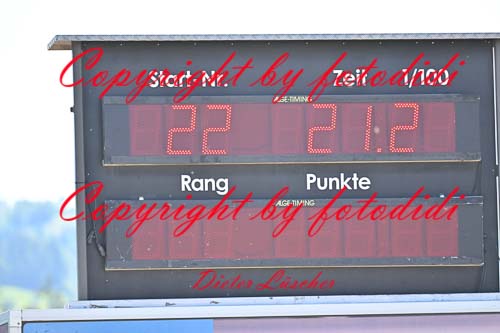 Copyright by fotodidi
Start-Nr. Zeit 1/100
ALGE-TIMING
22 21.2
Rang Punkte
ALGE-TIMING
Copyright by fotodidi
Dieter Lüscher